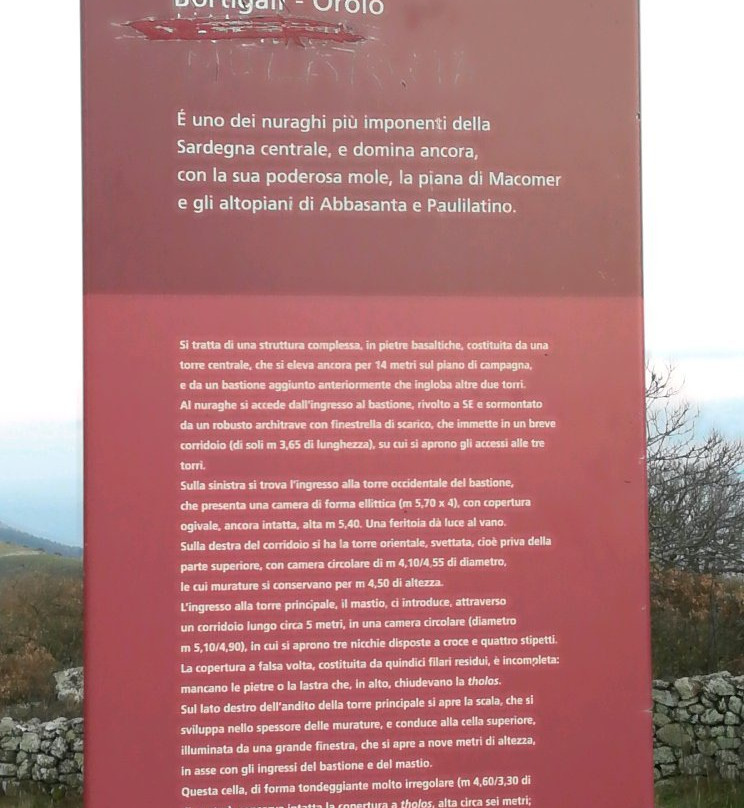 Bortigali - Orolo
É uno dei nuraghi più imponenti della
Sardegna centrale, e domina ancora,
con la sua poderosa mole, la piana di Macomer
e gli altopiani di Abbasanta e Paulilatino.
Si tratta di una struttura complessa, in pietre basaltiche, costituita da una
torre centrale, che si eleva ancora per 14 metri sul piano di campagna,
e da un bastione aggiunto anteriormente che ingloba altre due torri.
Al nuraghe si accede dall'ingresso al bastione, rivolto a SE e sormontato
da un robusto architrave con finestrella di scarico, che immette in un breve
corridoio (di soli m 3,65 di lunghezza), su cui si aprono gli accessi alle tre
torri.
Sulla sinistra si trova l'ingresso alla torre occidentale del bastione,
che presenta una camera di forma ellittica (m 5,70 x 4), con copertura
ogivale, ancora intatta, alta m 5,40. Una feritoia dà luce al vano.
Sulla destra del corridoio si ha la torre orientale, svettata, cioè priva della
parte superiore, con camera circolare di m 4,10/4,55 di diametro,
le cui murature si conservano per m 4,50 di altezza.
L'ingresso alla torre principale, il mastio, ci introduce, attraverso
un corridoio lungo circa 5 metri, in una camera circolare (diametro
m 5,10/4,90), in cui si aprono tre nicchie disposte a croce e quattro stipetti.
La copertura a falsa volta, costituita da quindici filari residui, è incompleta:
mancano le pietre o la lastra che, in alto, chiudevano la tholos.
Sul lato destro dell'andito della torre principale si apre la scala, che si
sviluppa nello spessore delle murature, e conduce alla cella superiore,
illuminata da una grande finestra, che si apre a nove metri di altezza,
in asse con gli ingressi del bastione e del mastio.
Questa cella, di forma tondeggiante molto irregolare (m 4,60/3,30 di
intatta la copertura a tholos, alta circa sei metri;